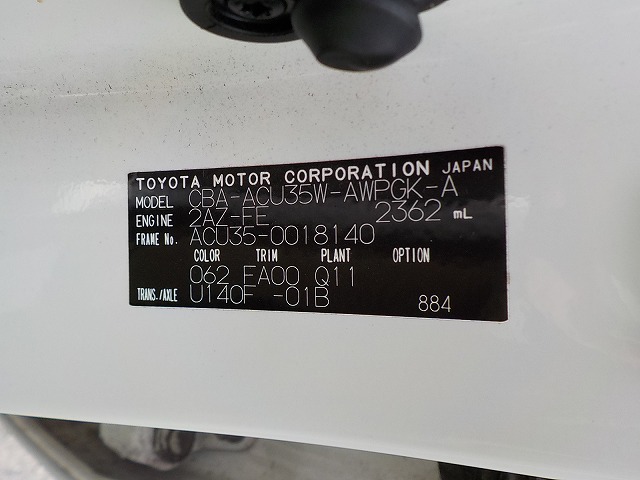 TOYOTA MOTOR CORPORATION JAPAN
MODEL CBA-ACU35W-AWPGK-A
ENGINE 2AZ-FE 2362 mL
FRAME No. ACU35-0018140
COLOR TRIM PLANT OPTION
062 FA00 Q11
TRANS./AXLE U140F -01B 884